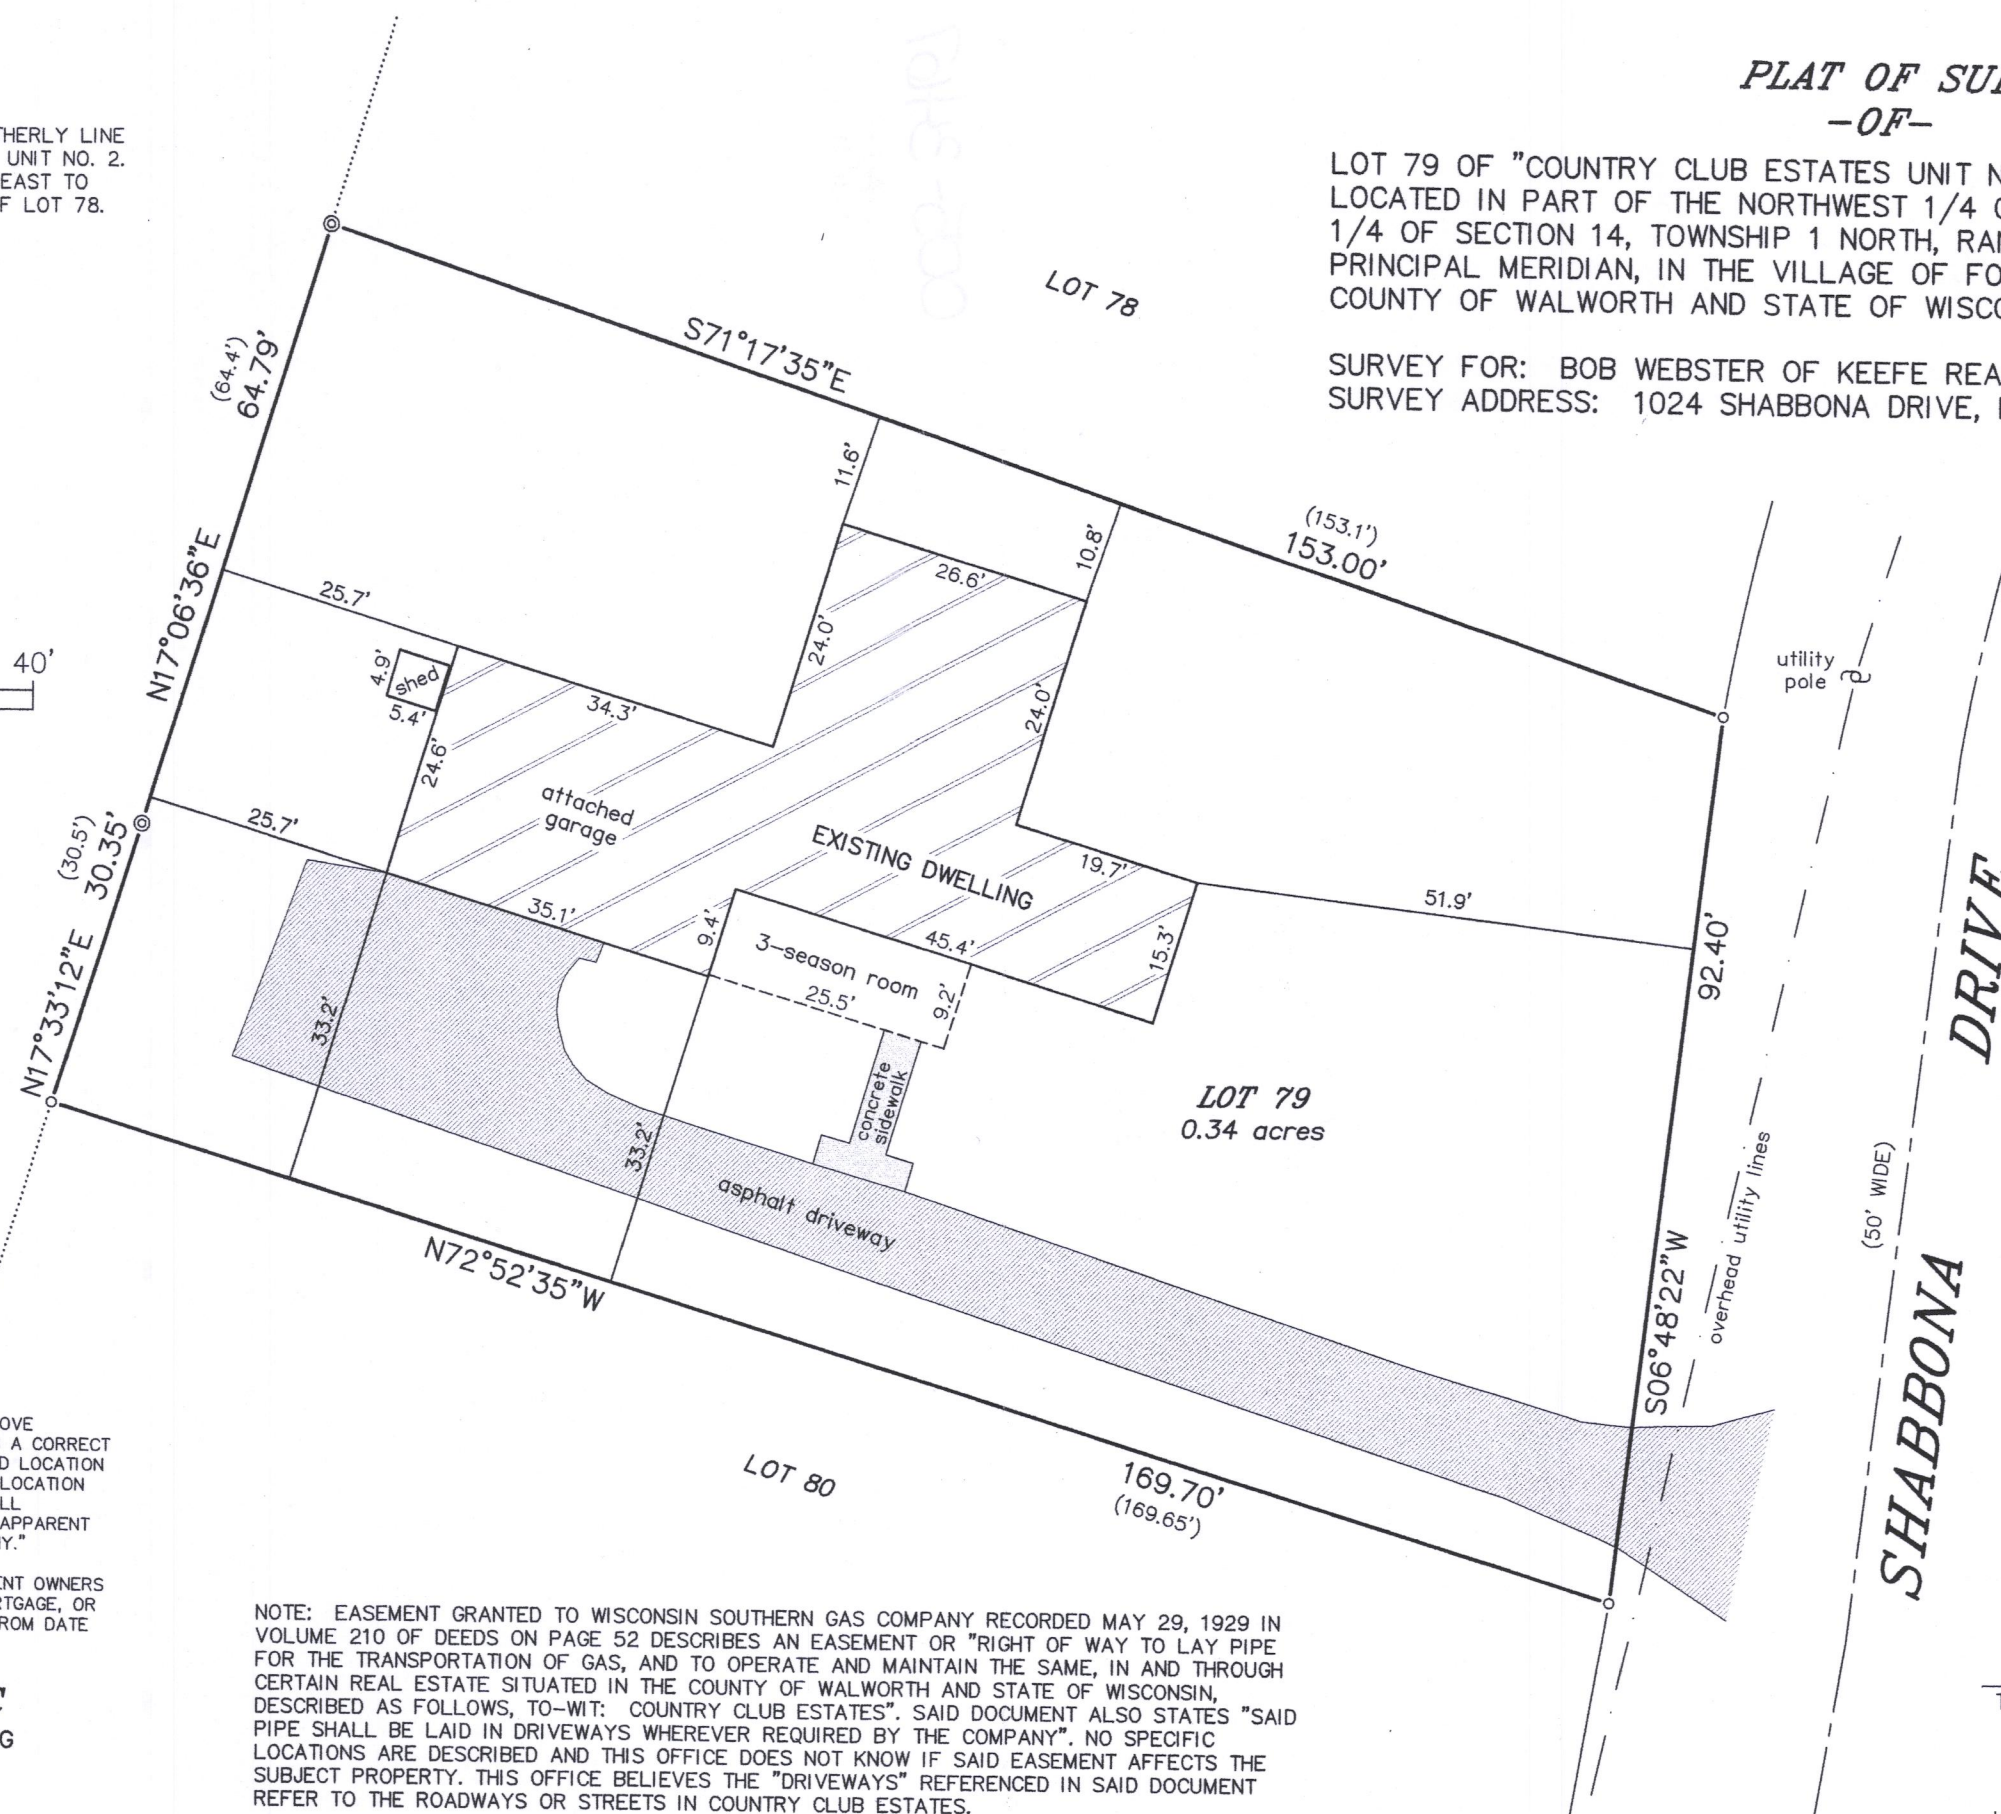 PLAT OF
-OF-
LOT 79 OF "COUNTRY CLUB ESTATES UNIT
LOCATED IN PART OF THE NORTHWEST 1/4
1/4 OF SECTION 14, TOWNSHIP 1 NORTH,
PRINCIPAL MERIDIAN, IN THE VILLAGE OF
COUNTY OF WALWORTH AND STATE OF
SURVEY FOR: BOB WEBSTER OF KEEFE
SURVEY ADDRESS: 1024 SHABBONA DRIVE,
LINE
UNIT NO. 2.
EAST TO
LOT 78.
LOT 78
S71°17'35"E
(153.1')
153.00'
(64.4')
64.79'
N17°06'36"E
11.6'
10.8'
26.6'
24.0'
24.0'
25.7'
4.9'
shed
5.4'
34.3'
24.6'
40'
utility
pole
attached
garage
EXISTING DWELLING
19.7'
51.9'
25.7'
(30.5')
30.35'
N17°33'12"E
35.1'
9.4'
45.4'
15.3'
3-season room
25.5'
9.2'
33.2'
33.2'
concrete
sidewalk
LOT 79
0.34 acres
asphalt driveway
92.40'
S06°48'22"W
overhead utility lines
(50' WIDE)
SHABBONA DRIVE
N72°52'35"W
169.70'
(169.65')
LOT 80
A CORRECT
LOCATION
LOCATION
APPARENT
OWNERS
OR
DATE
NOTE: EASEMENT GRANTED TO WISCONSIN SOUTHERN GAS COMPANY RECORDED MAY 29, 1929 IN
VOLUME 210 OF DEEDS ON PAGE 52 DESCRIBES AN EASEMENT OR "RIGHT OF WAY TO LAY PIPE
FOR THE TRANSPORTATION OF GAS, AND TO OPERATE AND MAINTAIN THE SAME, IN AND THROUGH
CERTAIN REAL ESTATE SITUATED IN THE COUNTY OF WALWORTH AND STATE OF WISCONSIN,
DESCRIBED AS FOLLOWS, TO-WIT: COUNTRY CLUB ESTATES". SAID DOCUMENT ALSO STATES "SAID
PIPE SHALL BE LAID IN DRIVEWAYS WHEREVER REQUIRED BY THE COMPANY". NO SPECIFIC
LOCATIONS ARE DESCRIBED AND THIS OFFICE DOES NOT KNOW IF SAID EASEMENT AFFECTS THE
SUBJECT PROPERTY. THIS OFFICE BELIEVES THE "DRIVEWAYS" REFERENCED IN SAID DOCUMENT
REFER TO THE ROADWAYS OR STREETS IN COUNTRY CLUB ESTATES.